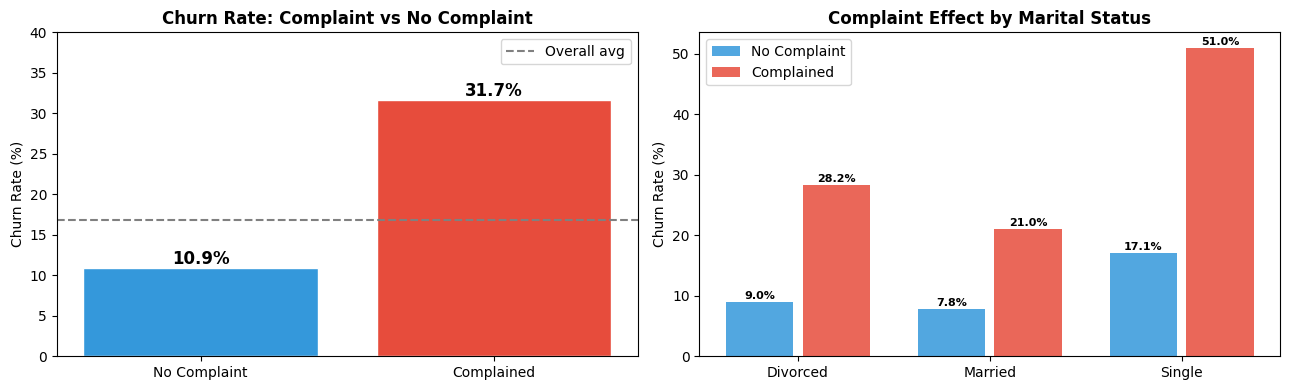 Churn Rate: Complaint vs No Complaint
40
35
30
25
20
15
10
5
0
Churn Rate (%)
Overall avg
10.9%
31.7%
No Complaint
Complained
Complaint Effect by Marital Status
50
40
30
20
10
0
Churn Rate (%)
No Complaint
Complained
9.0%
28.2%
7.8%
21.0%
17.1%
51.0%
Divorced
Married
Single